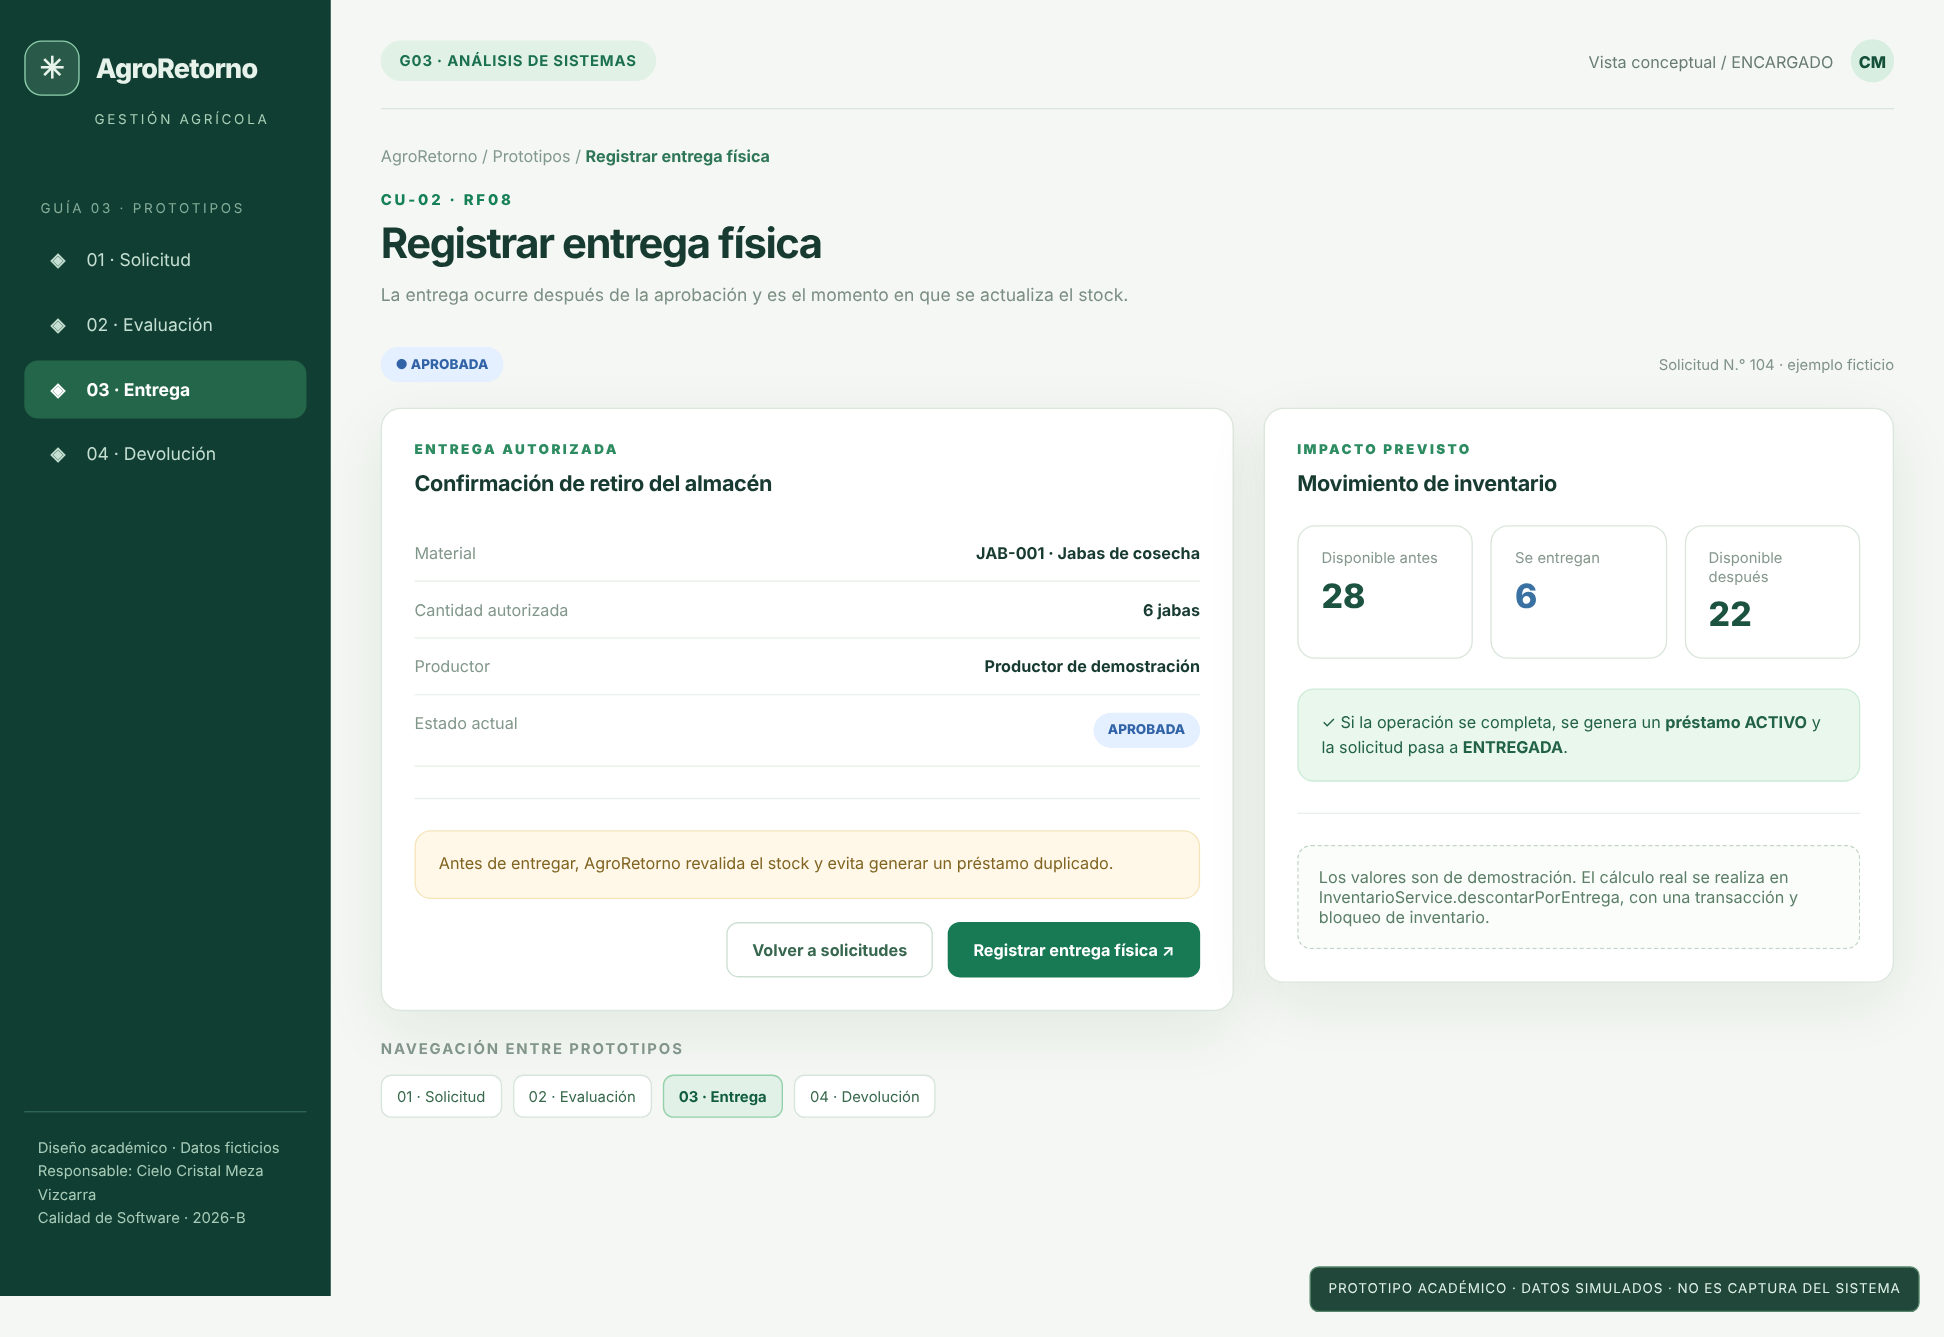 AgroRetorno
GESTIÓN AGRÍCOLA
GUÍA 03 · PROTOTIPOS
01 · Solicitud
02 · Evaluación
03 · Entrega
04 · Devolución
Diseño académico · Datos ficticios
Responsable: Cielo Cristal Meza
Vizcarra
Calidad de Software · 2026-B
G03 · ANÁLISIS DE SISTEMAS
Vista conceptual / ENCARGADO
CM
AgroRetorno / Prototipos / Registrar entrega física
CU-02 · RF08
Registrar entrega física
La entrega ocurre después de la aprobación y es el momento en que se actualiza el stock.
APROBADA
Solicitud N.° 104 · ejemplo ficticio
ENTREGA AUTORIZADA
Confirmación de retiro del almacén
Material
JAB-001 · Jabas de cosecha
Cantidad autorizada
6 jabas
Productor
Productor de demostración
Estado actual
APROBADA
Antes de entregar, AgroRetorno revalida el stock y evita generar un préstamo duplicado.
Volver a solicitudes
Registrar entrega física ↗
IMPACTO PREVISTO
Movimiento de inventario
Disponible antes
28
Se entregan
6
Disponible
después
22
✓ Si la operación se completa, se genera un préstamo ACTIVO y
la solicitud pasa a ENTREGADA.
Los valores son de demostración. El cálculo real se realiza en
InventarioService.descontarPorEntrega, con una transacción y
bloqueo de inventario.
NAVEGACIÓN ENTRE PROTOTIPOS
01 · Solicitud
02 · Evaluación
03 · Entrega
04 · Devolución
PROTOTIPO ACADÉMICO · DATOS SIMULADOS · NO ES CAPTURA DEL SISTEMA